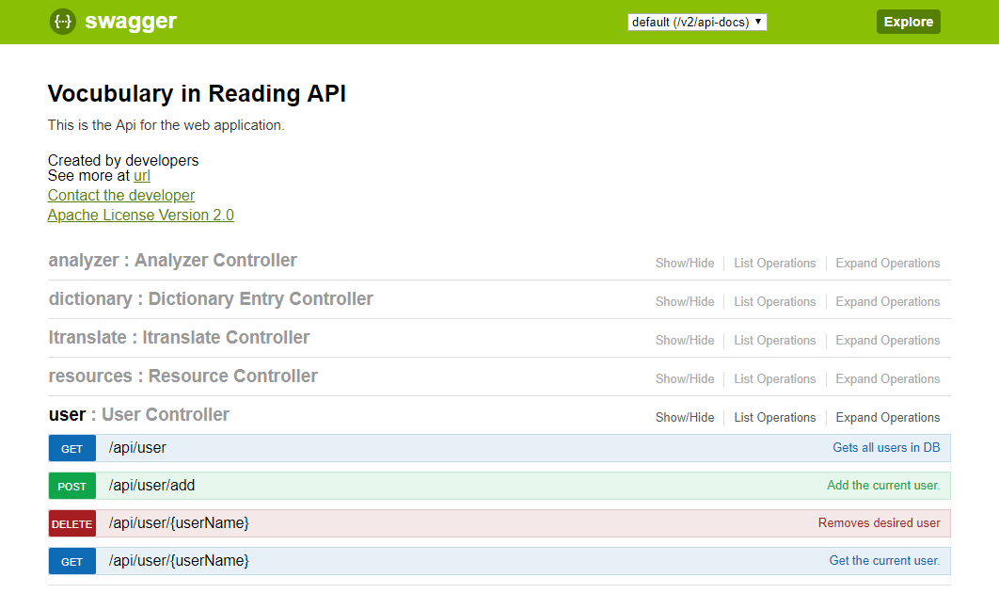 swagger default (/v2/api-docs) Explore
Vocubulary in Reading API
This is the Api for the web application.
Created by developers
See more at url
Contact the developer
Apache License Version 2.0
analyzer : Analyzer Controller Show/Hide List Operations Expand Operations
dictionary : Dictionary Entry Controller Show/Hide List Operations Expand Operations
ltranslate : ltranslate Controller Show/Hide List Operations Expand Operations
resources : Resource Controller Show/Hide List Operations Expand Operations
user : User Controller Show/Hide List Operations Expand Operations
GET /api/user Gets all users in DB
POST /api/user/add Add the current user.
DELETE /api/user/{userName} Removes desired user
GET /api/user/{userName} Get the current user.